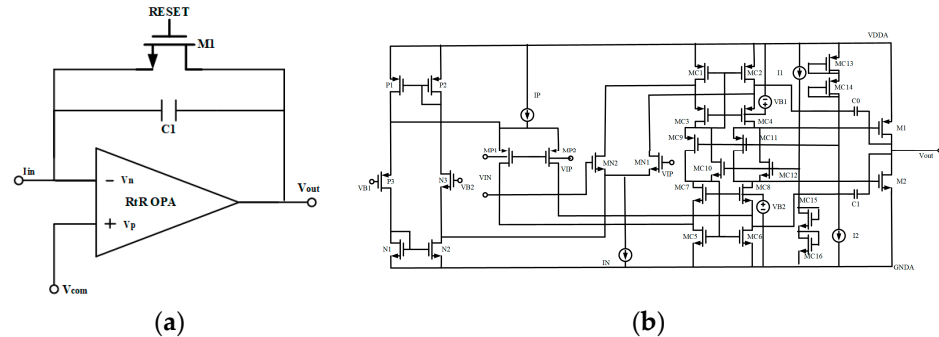 RESET
M1
C1
Iin
Vn
RtR OPA
Vp
Vout
Vcom
(a)
VDDA
P1
P2
IP
MC1
MC2
I1
MC13
MC14
VB1
C0
MC3
MC4
M1
MC9
MC11
Vout
MP1
MP2
VIN
VIP
MN2
MN1
VIP
MC10
MC12
M2
VB1
P3
N3
VB2
MC7
MC8
C1
VB2
MC15
N1
N2
MC5
MC6
I2
MC16
IN
GNDA
(b)